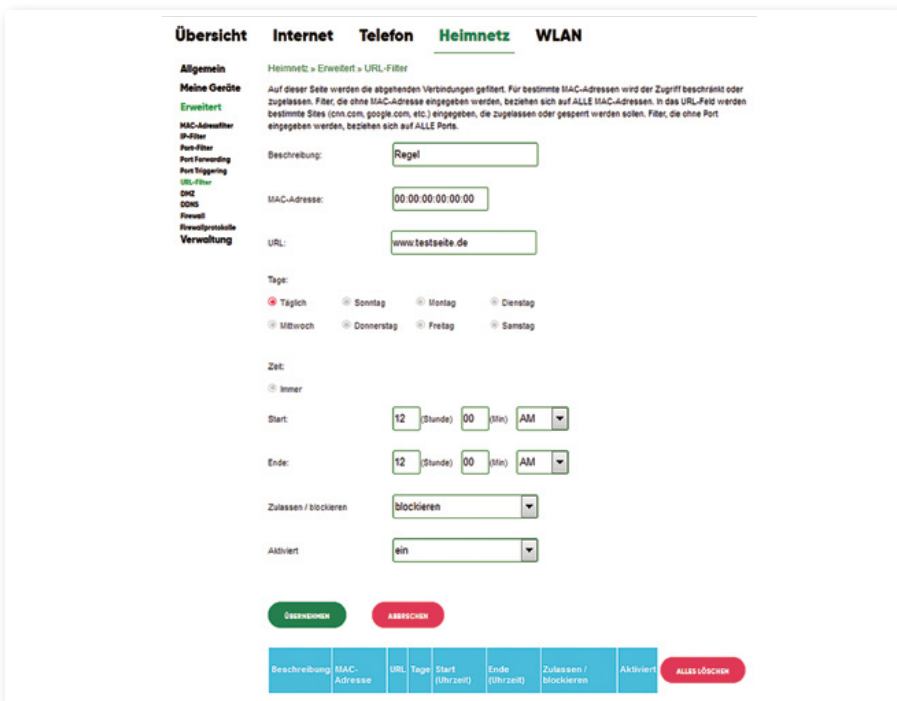 Übersicht Internet Telefon Heimnetz WLAN
Allgemein
Meine Geräte
Erweitert
MAC-Adressfilter
IP-Filter
Port-Filter
Port Forwarding
Port Triggering
URL-Filter
DMZ
DDNS
Firewall
Firewallprotokolle
Verwaltung
Heimnetz » Erweitert » URL-Filter
Auf dieser Seite werden die abgehenden Verbindungen gefiltert. Für bestimmte MAC-Adressen wird der Zugriff beschränkt oder
zugelassen. Filter, die ohne MAC-Adresse eingegeben werden, beziehen sich auf ALLE MAC-Adressen. In das URL-Feld werden
bestimmte Sites (cnn.com, google.com, etc.) eingegeben, die zugelassen oder gesperrt werden sollen. Filter, die ohne Port
eingegeben werden, beziehen sich auf ALLE Ports.
Beschreibung: Regel
MAC-Adresse: 00:00:00:00:00:00
URL: www.testseite.de
Tage:
Täglich Sonntag Montag Dienstag
Mittwoch Donnerstag Freitag Samstag
Zeit:
Immer
Start: 12 (Stunde) 00 (Min) AM
Ende: 12 (Stunde) 00 (Min) AM
Zulassen / blockieren blockieren
Aktiviert ein
ÜBERNEHMEN ABBRECHEN
Beschreibung MAC-Adresse URL Tage Start (Uhrzeit) Ende (Uhrzeit) Zulassen / blockieren Aktiviert ALLES LÖSCHEN